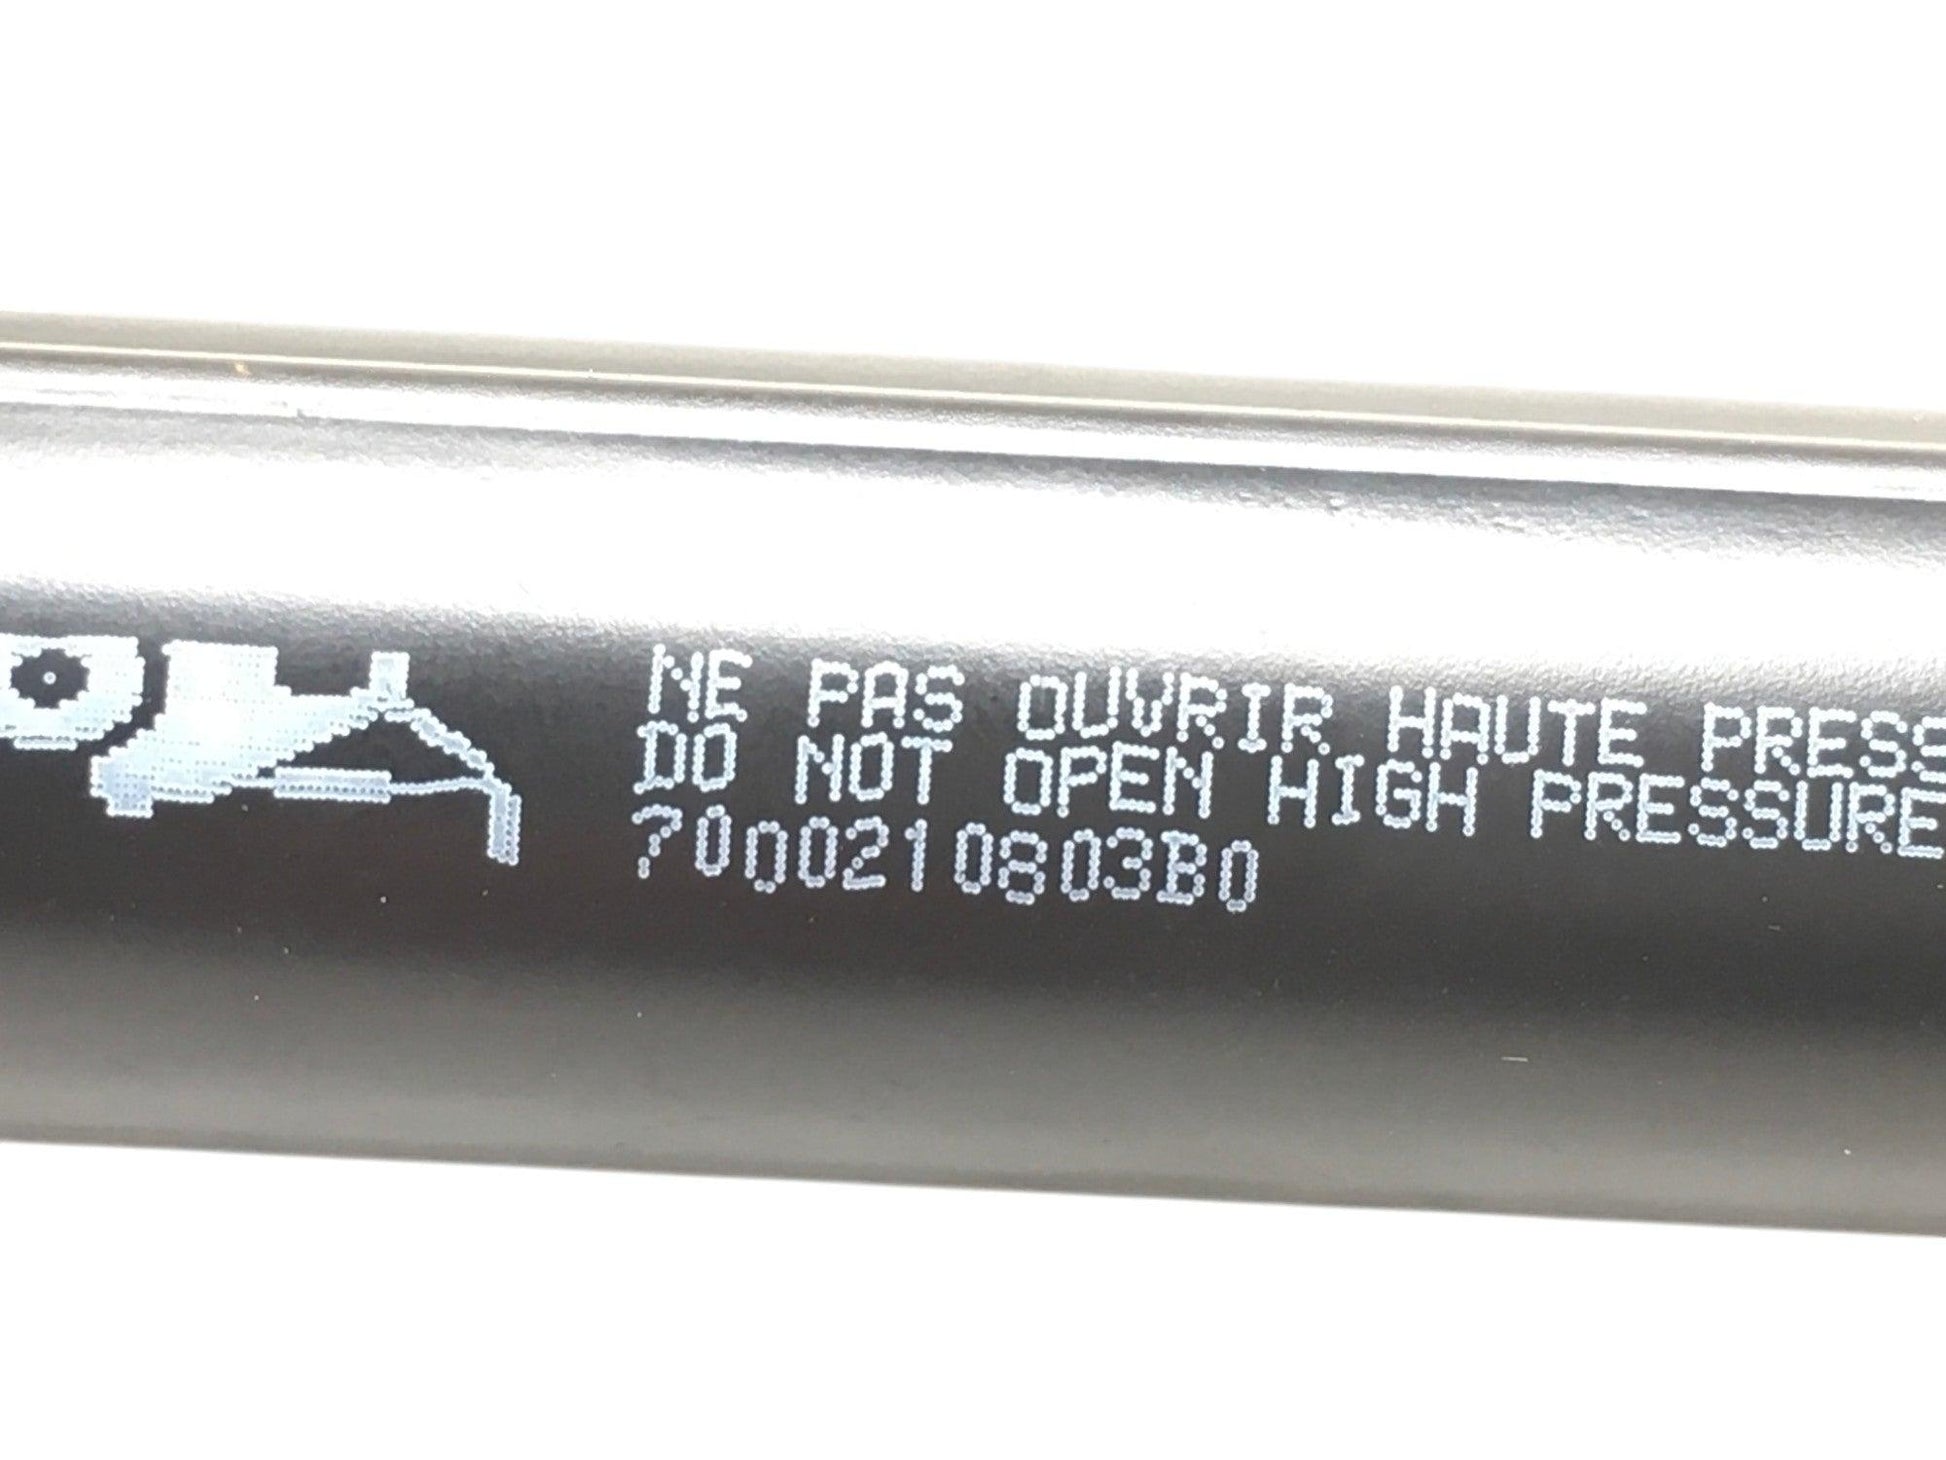 NE PAS OUVRIR HAUTE PRESS
DO NOT OPEN HIGH PRESSURE
7000210803B0